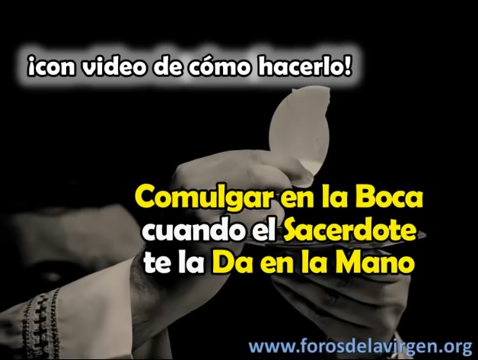 ¡con video de cómo hacerlo!
Comulgar en la Boca
cuando el Sacerdote
te la Da en la Mano
www.forosdelavirgen.org